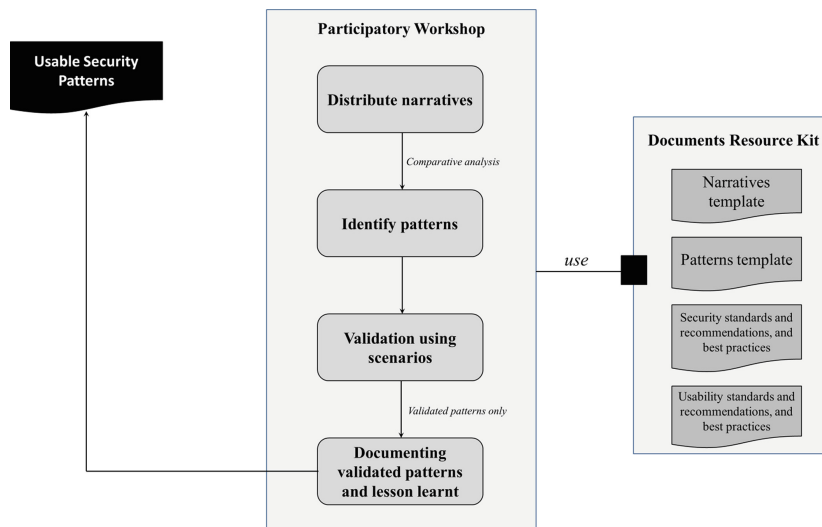 Usable Security
Patterns
Participatory Workshop
Distribute narratives
Comparative analysis
Identify patterns
Validation using
scenarios
Validated patterns only
Documenting
validated patterns
and lesson learnt
use
Documents Resource Kit
Narratives
template
Patterns template
Security standards and
recommendations, and
best practices
Usability standards and
recommendations, and
best practices